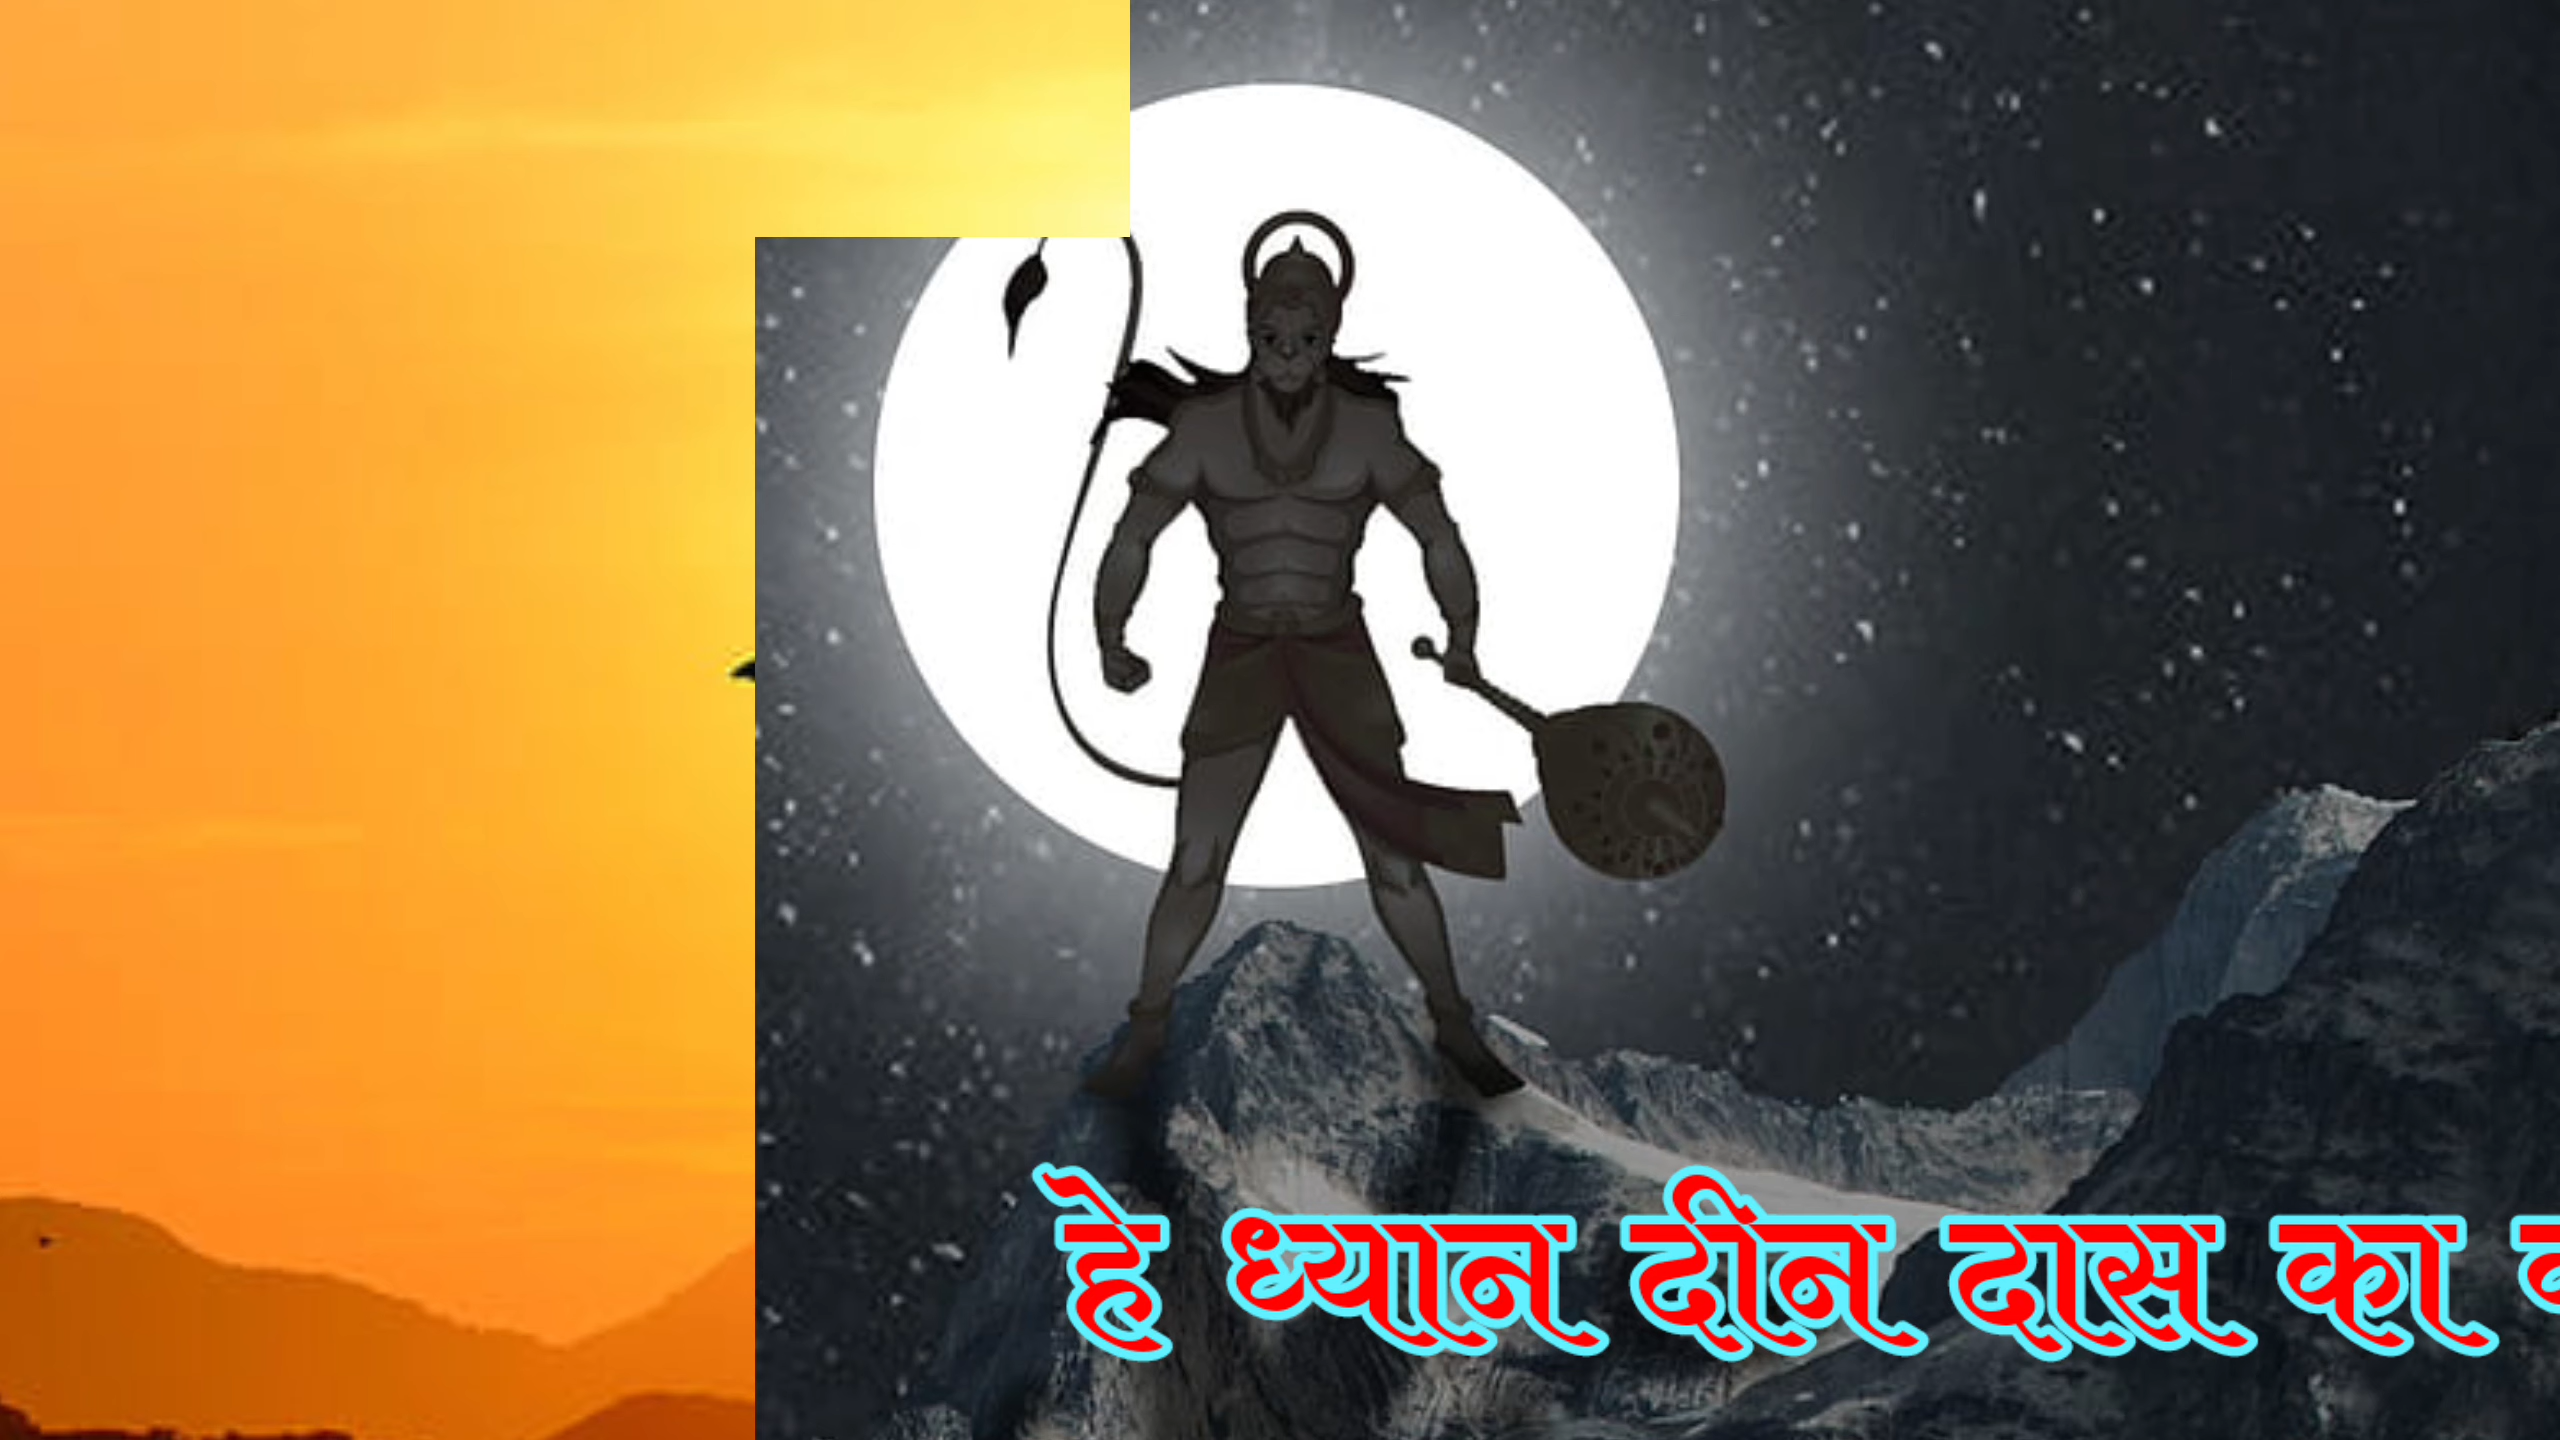 हे ध्यान दीन दास का